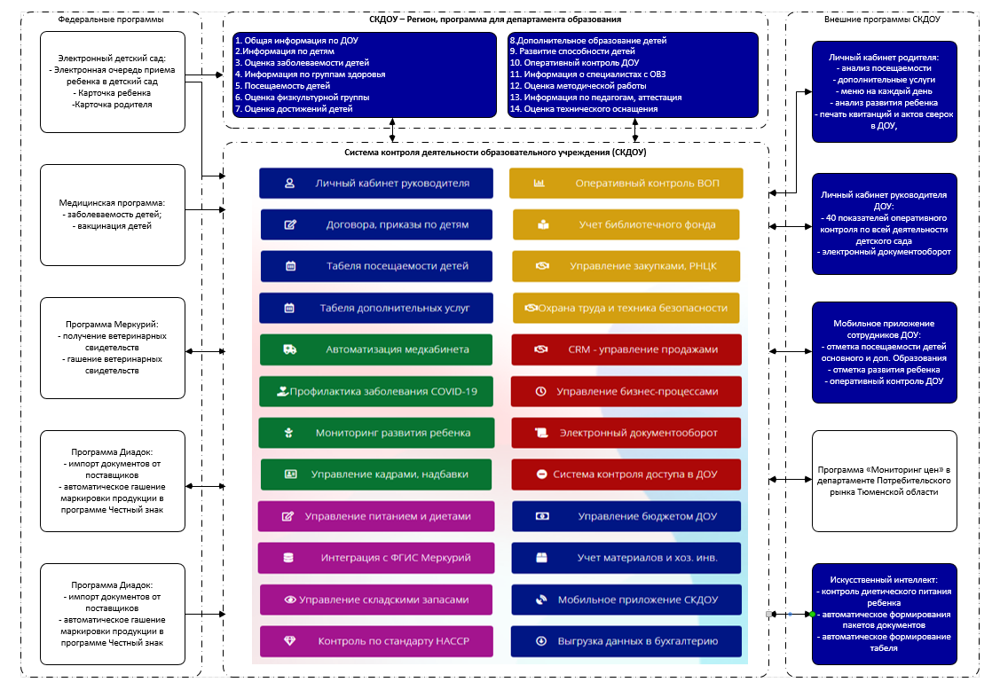 Федеральные программы
Электронный детский сад:
- Электронная очередь приема
ребенка в детский сад
- Карточка ребенка
-Карточка родителя
Медицинская программа:
- заболеваемость детей;
- вакцинация детей
Программа Меркурий:
- получение ветеринарных
свидетельств
- гашение ветеринарных
свидетельств
Программа Диадок:
- импорт документов от
поставщиков
- автоматическое гашение
маркировки продукции в
программе Честный знак
Программа Диадок:
- импорт документов от
поставщиков
- автоматическое гашение
маркировки продукции в
программе Честный знак
СКДОУ – Регион, программа для департамента образования
1. Общая информация по ДОУ
2.Информация по детям
3. Оценка заболеваемости детей
4. Информация по группам здоровья
5. Посещаемость детей
6. Оценка физкультурной группы
7. Оценка достижений детей
8.Дополнительное образование детей
9. Развитие способности детей
10. Оперативный контроль ДОУ
11. Информация о специалистах с ОВЗ
12. Оценка методической работы
13. Информация по педагогам, аттестация
14. Оценка технического оснащения
Система контроля деятельности образовательного учреждения (СКДОУ)
Личный кабинет руководителя
Договора, приказы по детям
Табеля посещаемости детей
Табеля дополнительных услуг
Автоматизация медкабинета
Профилактика заболевания COVID-19
Мониторинг развития ребенка
Управление кадрами, надбавки
Управление питанием и диетами
Интеграция с ФГИС Меркурий
Управление складскими запасами
Контроль по стандарту НАССР
Оперативный контроль ВОП
Учет библиотечного фонда
Управление закупками, РНЦК
Охрана труда и техника безопасности
CRM - управление продажами
Управление бизнес-процессами
Электронный документооборот
Система контроля доступа в ДОУ
Управление бюджетом ДОУ
Учет материалов и хоз. инв.
Мобильное приложение СКДОУ
Выгрузка данных в бухгалтерию
Внешние программы СКДОУ
Личный кабинет родителя:
- анализ посещаемости
- дополнительные услуги
- меню на каждый день
- анализ развития ребенка
- печать квитанций и актов сверок
в ДОУ,
Личный кабинет руководителя
ДОУ:
- 40 показателей оперативного
контроля по всей деятельности
детского сада
- электронный документооборот
Мобильное приложение
сотрудников ДОУ:
- отметка посещаемости детей
основного и доп. Образования
- отметка развития ребенка
- оперативный контроль ДОУ
Программа «Мониторинг цен» в
департаменте Потребительского
рынка Тюменской области
Искусственный интеллект:
- контроль диетического питания
ребенка
- автоматическое формирования
пакетов документов
- автоматическое формирование
табеля